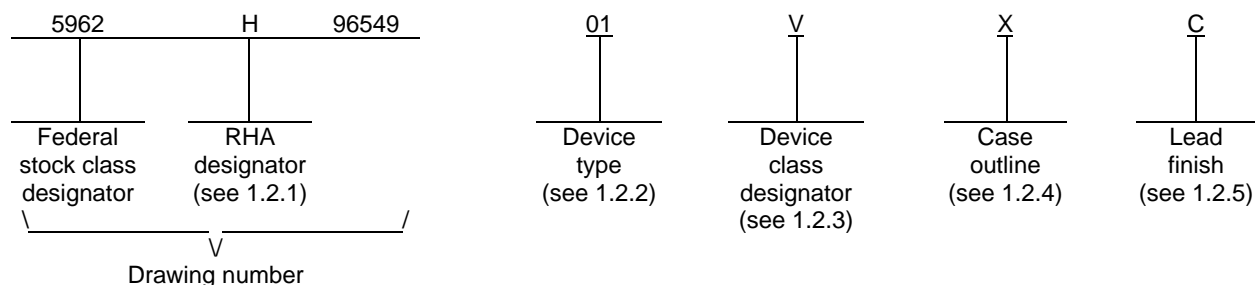 5962 H 96549 01 V X C
Federal stock class designator
RHA designator (see 1.2.1)
Device type (see 1.2.2)
Device class designator (see 1.2.3)
Case outline (see 1.2.4)
Lead finish (see 1.2.5)
\ /
\/
Drawing number